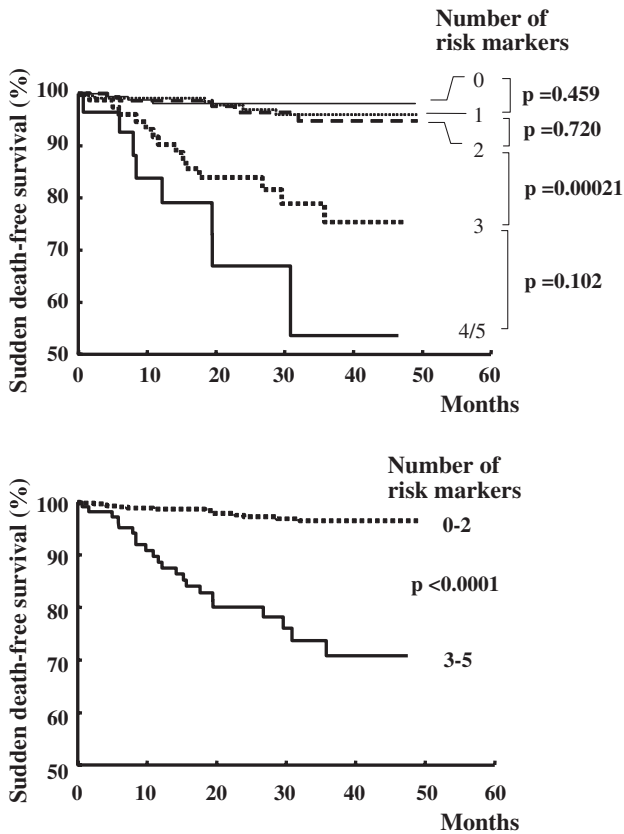 Number of
risk markers
Sudden death-free survival (%)
100
90
80
70
60
50
0
10
20
30
40
50
60
Months
0
1
2
3
4/5
p =0.459
p =0.720
p =0.00021
p =0.102
Number of
risk markers
Sudden death-free survival (%)
100
90
80
70
60
50
0
10
20
30
40
50
60
Months
0-2
p <0.0001
3-5